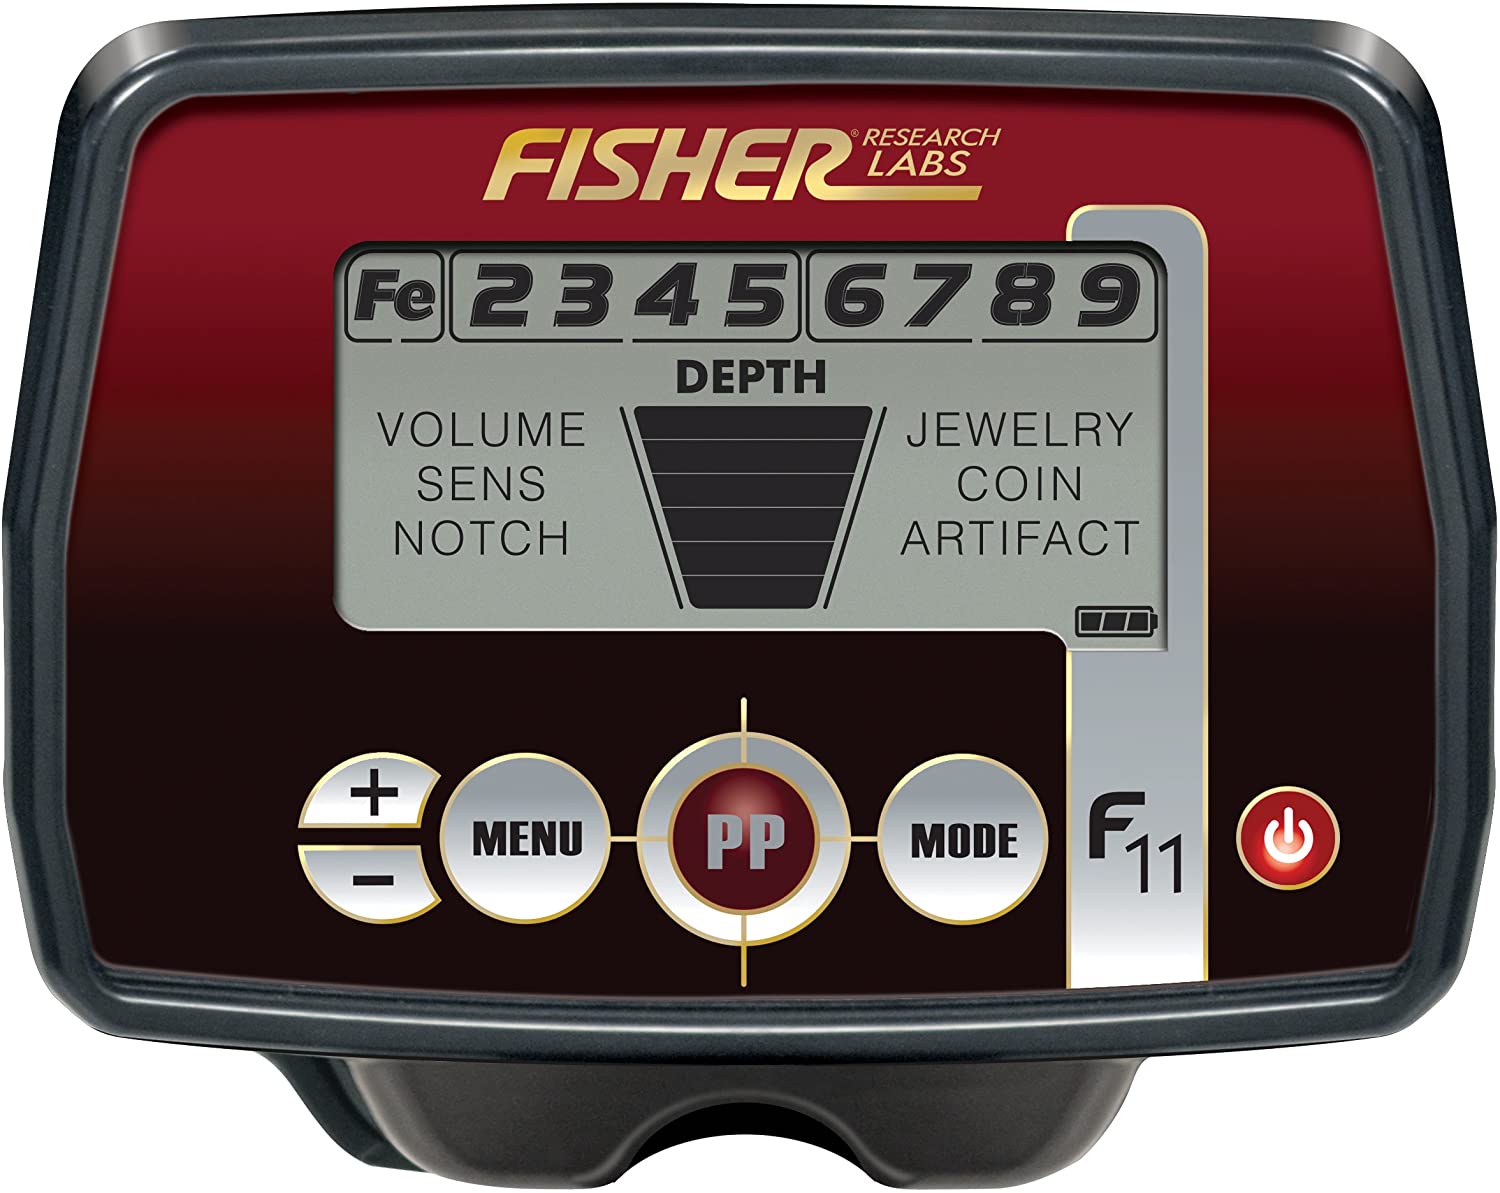 FISHER® RESEARCH
LABS
Fe 2 3 4 5 6 7 8 9
DEPTH
VOLUME
SENS
NOTCH
JEWELRY
COIN
ARTIFACT
+
−
MENU
PP
MODE
F11